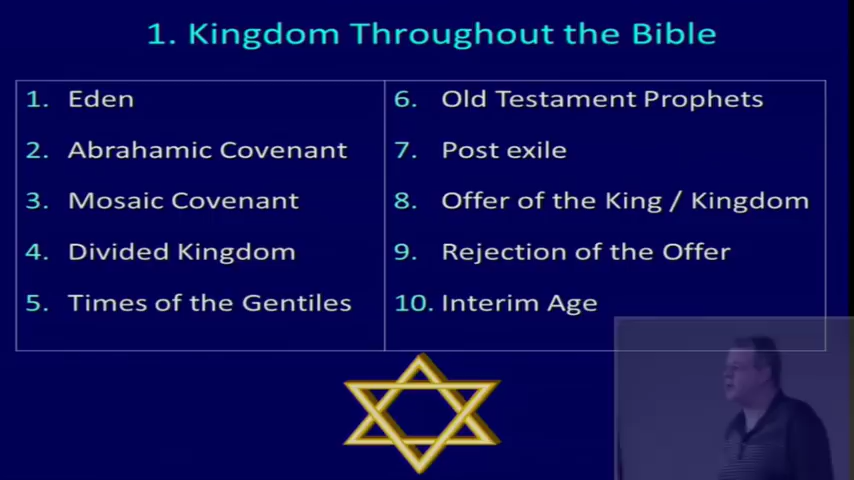 1. Kingdom Throughout the Bible
1. Eden
2. Abrahamic Covenant
3. Mosaic Covenant
4. Divided Kingdom
5. Times of the Gentiles
6. Old Testament Prophets
7. Post exile
8. Offer of the King / Kingdom
9. Rejection of the Offer
10. Interim Age